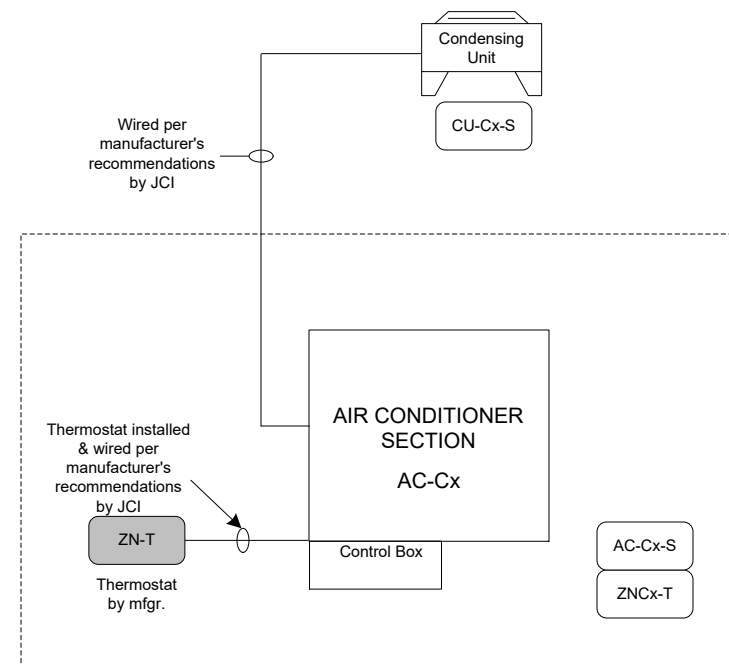 Condensing
Unit
CU-Cx-S
Wired per
manufacturer's
recommendations
by JCI
AIR CONDITIONER
SECTION
AC-Cx
Thermostat installed
& wired per
manufacturer's
recommendations
by JCI
ZN-T
Control Box
Thermostat
by mfgr.
AC-Cx-S
ZNCx-T